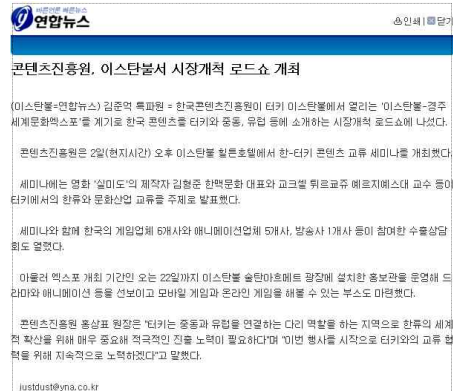 바른언론 빠른뉴스
연합뉴스
인쇄 | 닫기
콘텐츠진흥원, 이스탄불서 시장개척 로드쇼 개최
(이스탄불=연합뉴스) 김준억 특파원 = 한국콘텐츠진흥원이 터키 이스탄불에서 열리는 '이스탄불-경주
세계문화엑스포'를 계기로 한국 콘텐츠를 터키와 중동, 유럽 등에 소개하는 시장개척 로드쇼에 나섰다.
콘텐츠진흥원은 2일(현지시간) 오후 이스탄불 힐튼호텔에서 한-터키 콘텐츠 교류 세미나를 개최했다.
세미나에는 영화 '실미도'의 제작자 김형준 한맥문화 대표와 교크셀 튀르쿄쥬 에르지예스대 교수 등이
터키에서의 한류와 문화산업 교류를 주제로 발표했다.
세미나와 함께 한국의 게임업체 6개사와 애니메이션업체 5개사, 방송사 1개사 등이 참여한 수출상담
회도 열렸다.
아울러 엑스포 개최 기간인 오는 22일까지 이스탄불 술탄아흐메트 광장에 설치한 홍보관을 운영해 드
라마와 애니메이션 등을 선보이고 모바일 게임과 온라인 게임을 해볼 수 있는 부스도 마련했다.
콘텐츠진흥원 홍상표 원장은 "터키는 중동과 유럽을 연결하는 다리 역할을 하는 지역으로 한류의 세계
적 확산을 위해 매우 중요해 적극적인 진출 노력이 필요하다"며 "이번 행사를 시작으로 터키와의 교류 협
력을 위해 지속적으로 노력하겠다"고 말했다.
justdust@yna.co.kr